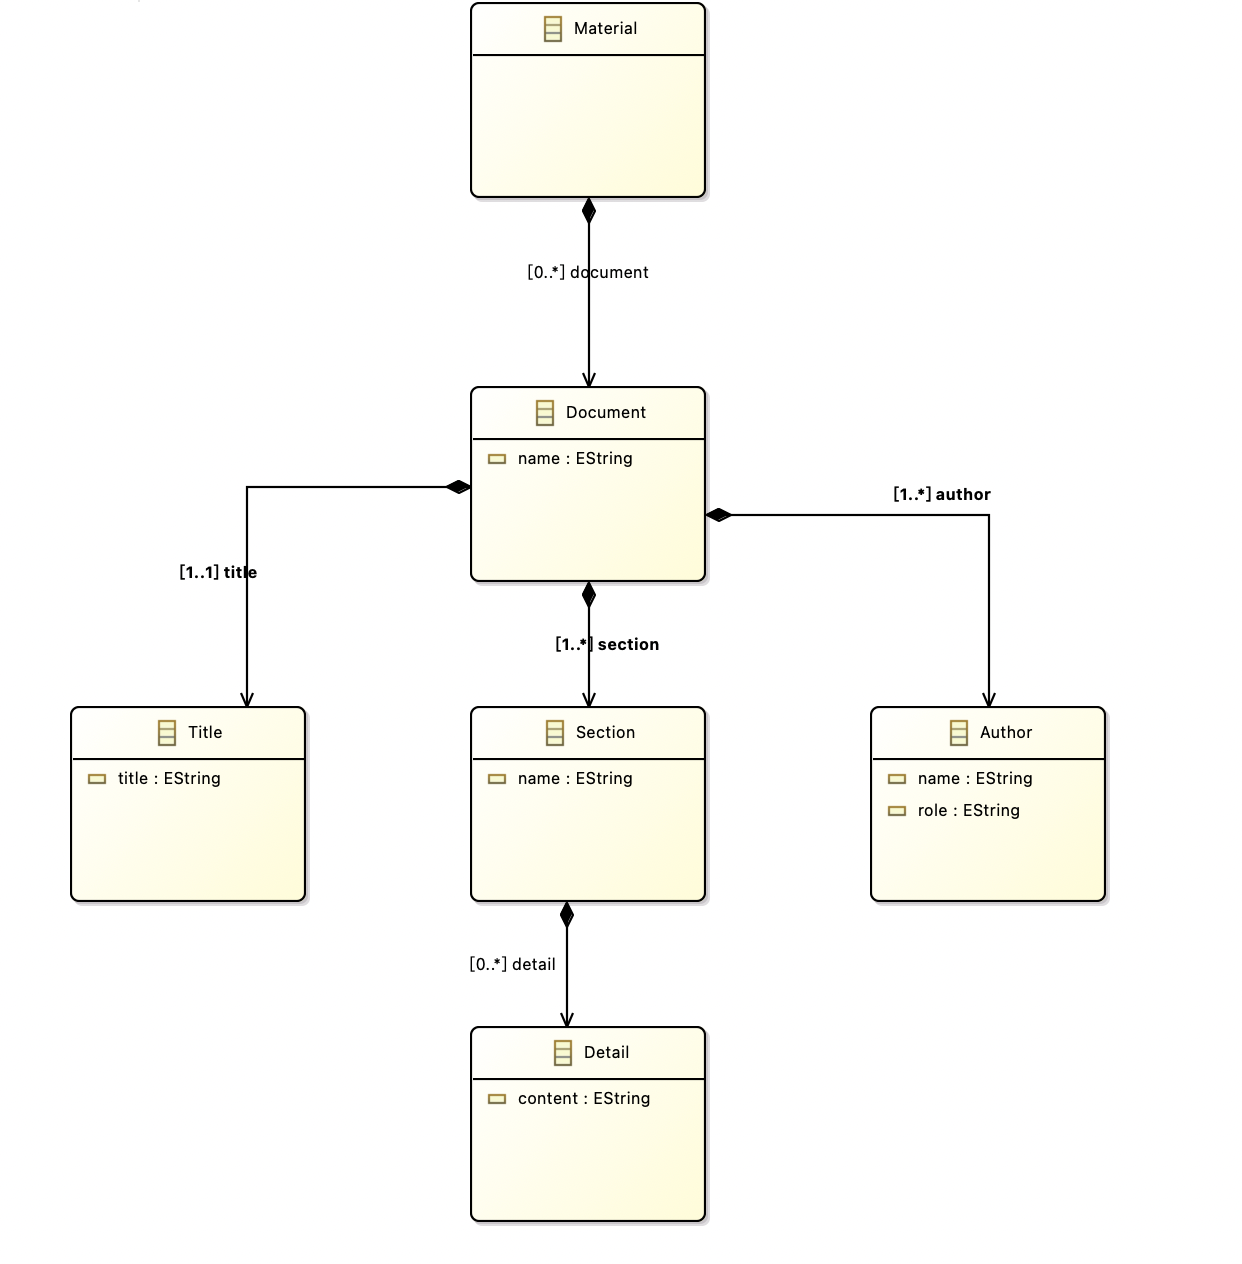 Material
[0..*] document
Document
name : EString
[1..*] author
[1..1] title
[1..*] section
Title
title : EString
Section
name : EString
Author
name : EString
role : EString
[0..*] detail
Detail
content : EString